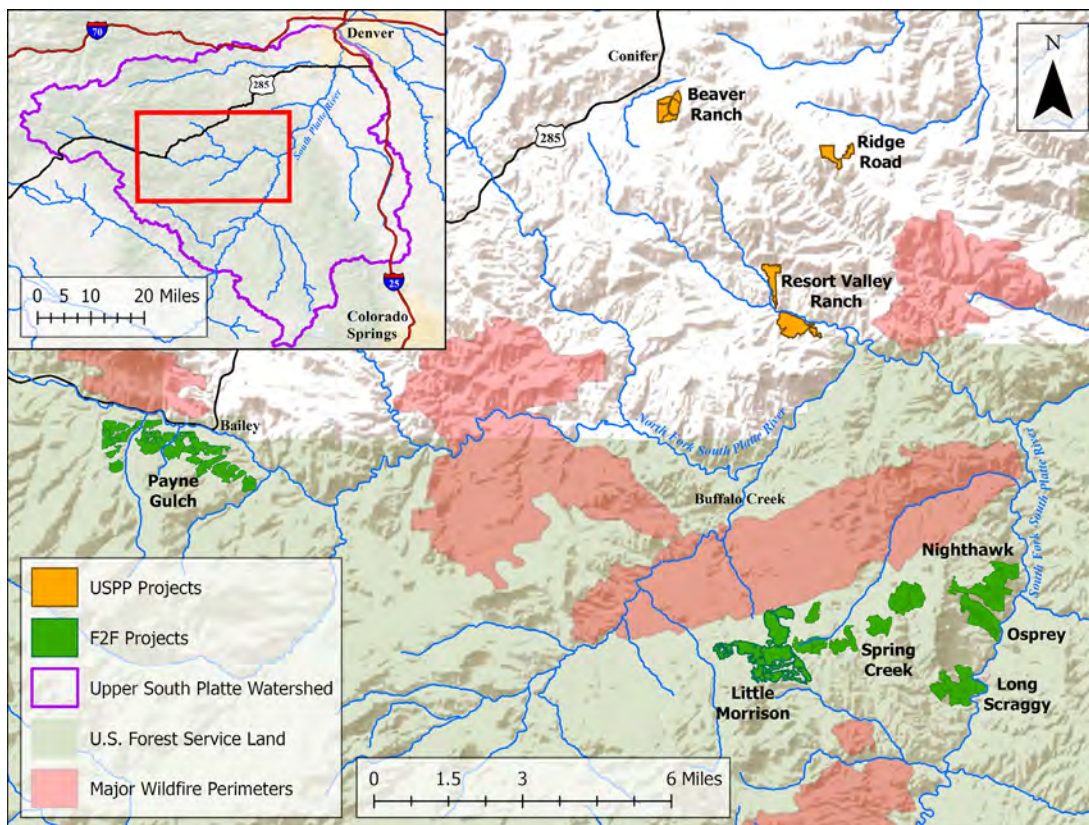 70
Denver
285
South Platte River
0 5 10 20 Miles
25
Colorado
Springs
Conifer
285
Beaver
Ranch
Ridge
Road
N
Resort Valley
Ranch
Bailey
Payne
Gulch
North Fork South Platte River
Buffalo Creek
South Fork South Platte River
Nighthawk
Osprey
Spring
Creek
Little
Morrison
Long
Scraggy
USPP Projects
F2F Projects
Upper South Platte Watershed
U.S. Forest Service Land
Major Wildfire Perimeters
0 1.5 3 6 Miles